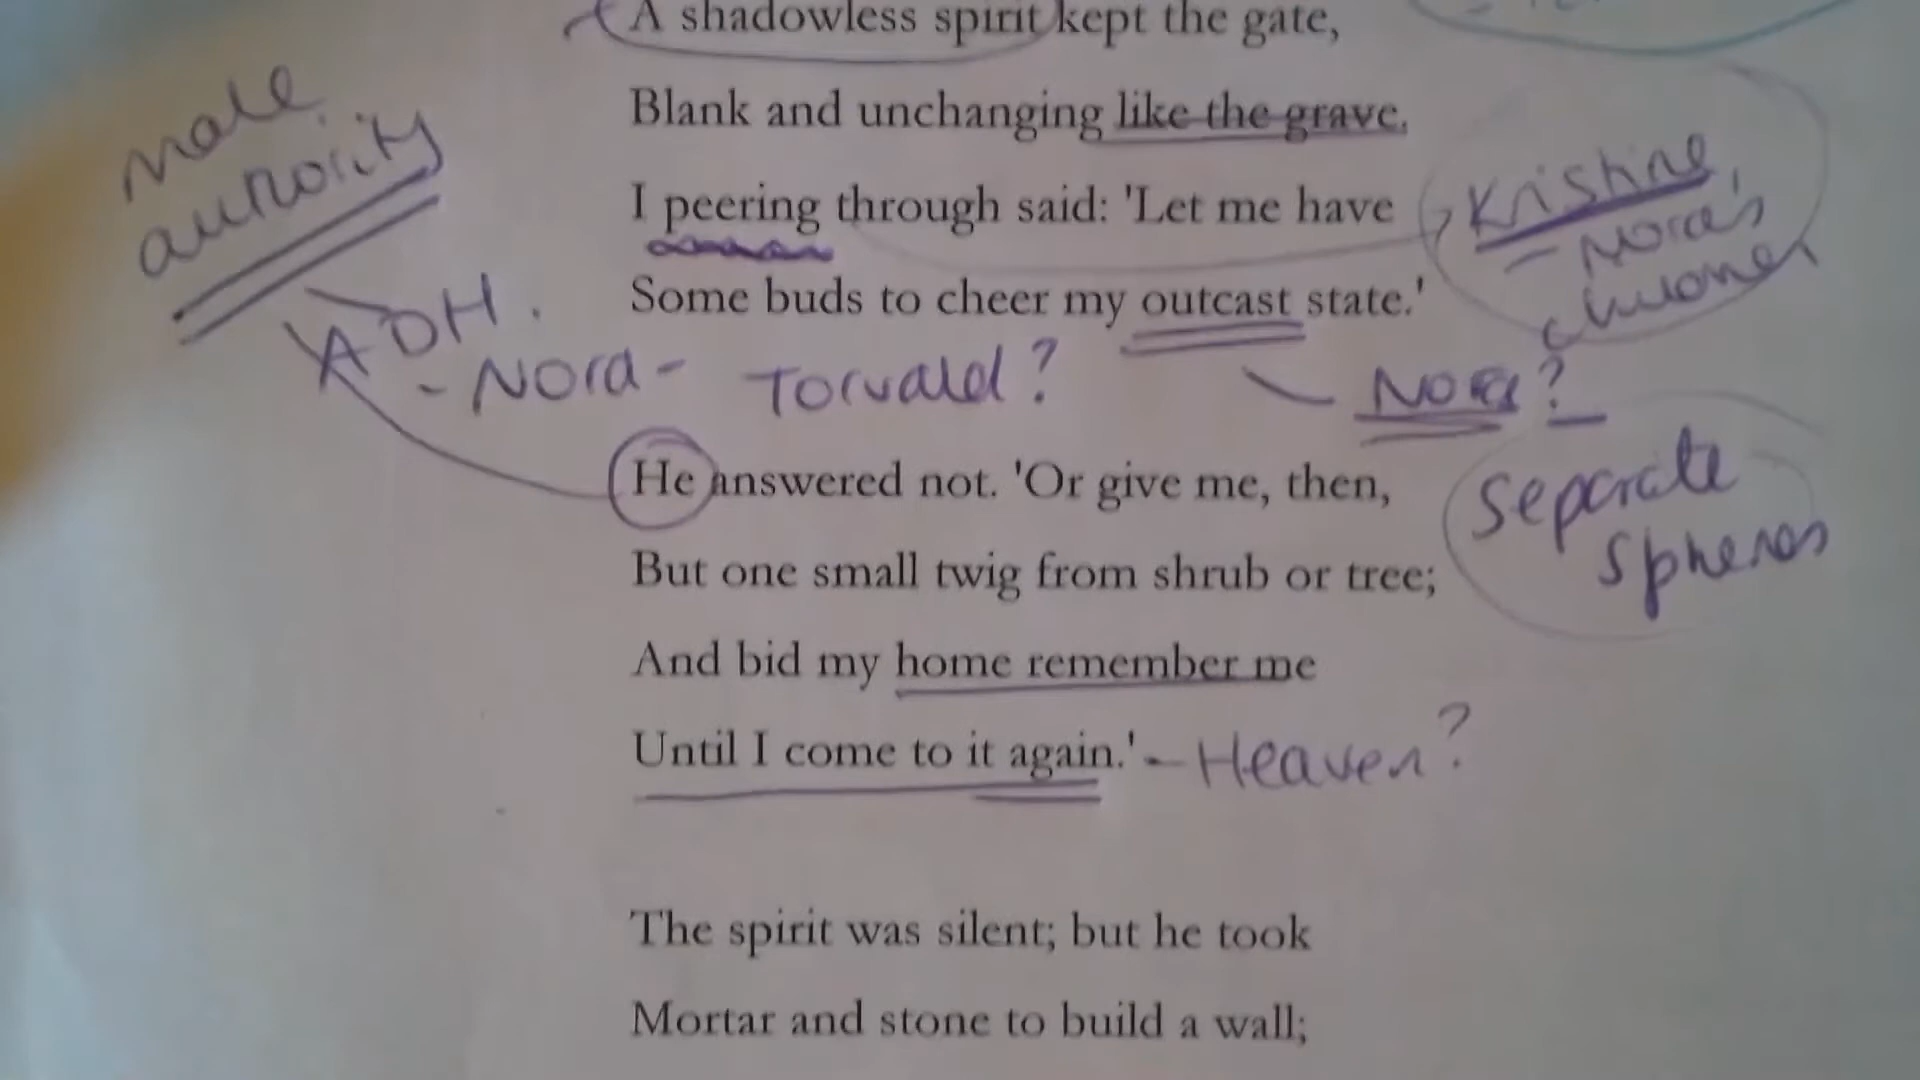 A shadowless spirit kept the gate,
Blank and unchanging like the grave.
I peering through said: 'Let me have
Some buds to cheer my outcast state.'
He answered not. 'Or give me, then,
But one small twig from shrub or tree;
And bid my home remember me
Until I come to it again.'
The spirit was silent; but he took
Mortar and stone to build a wall;
male
authority
ADH.
- Nora - Torvald?
Kristine,
- Nora's
Nora?
separate
spheres
- Heaven?